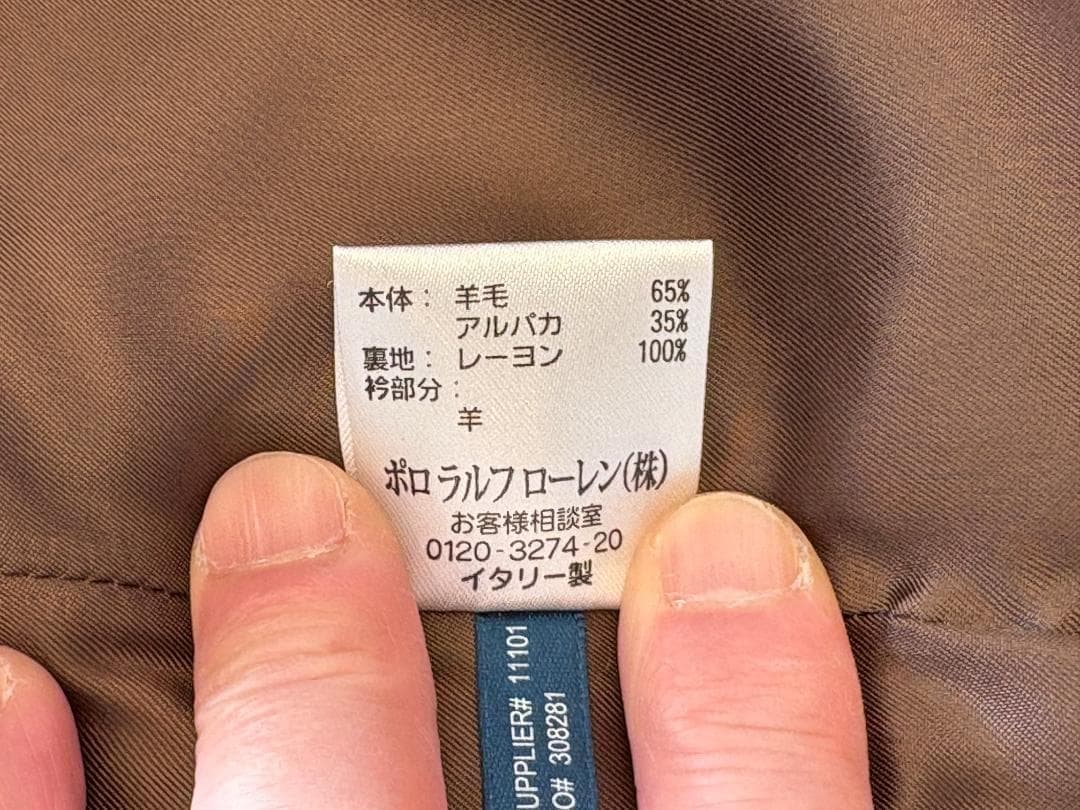 本体： 羊毛 65%
アルパカ 35%
裏地： レーヨン 100%
衿部分：
羊
ポロ ラルフ ローレン(株)
お客様相談室
0120-3274-20
イタリー製
UPPLIER# 11101
O# 308281